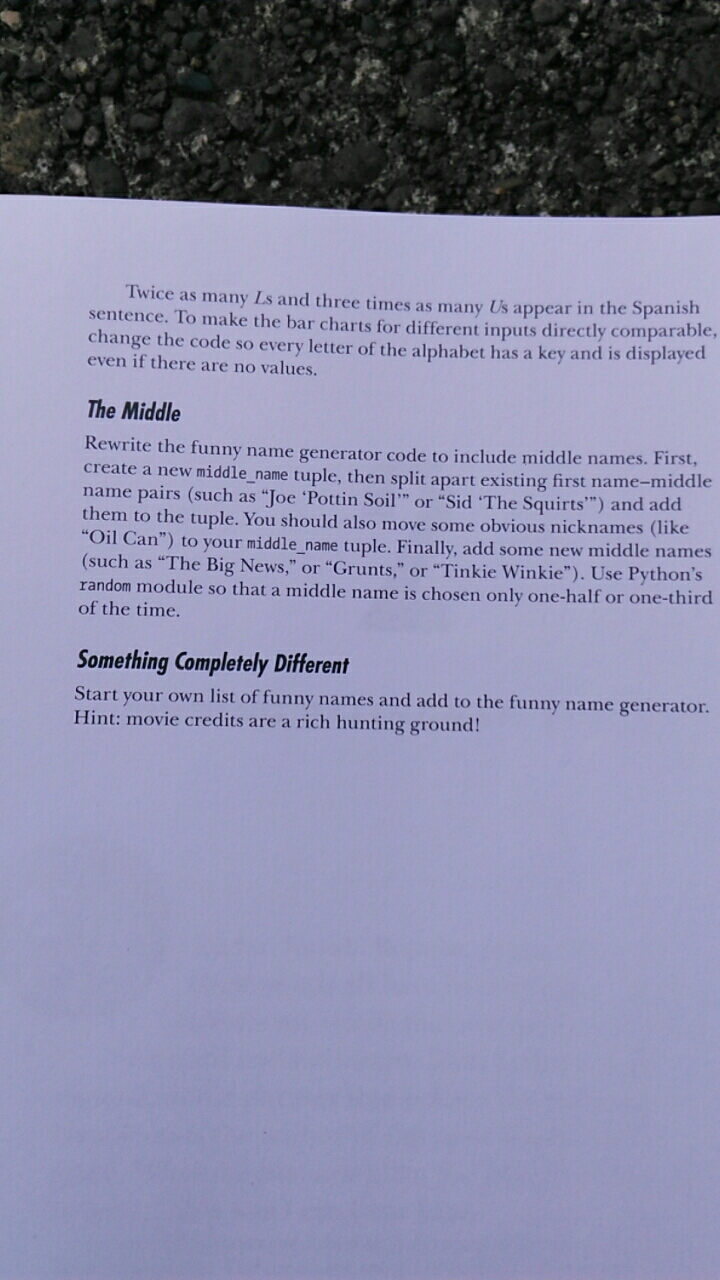 Twice as many Ls and three times as many Us appear in the Spanish
sentence. To make the bar charts for different inputs directly comparable,
change the code so every letter of the alphabet has a key and is displayed
even if there are no values.
The Middle
Rewrite the funny name generator code to include middle names. First,
create a new middle_name tuple, then split apart existing first name–middle
name pairs (such as “Joe ‘Pottin Soil’” or “Sid ‘The Squirts’”) and add
them to the tuple. You should also move some obvious nicknames (like
“Oil Can”) to your middle_name tuple. Finally, add some new middle names
(such as “The Big News,” or “Grunts,” or “Tinkie Winkie”). Use Python’s
random module so that a middle name is chosen only one-half or one-third
of the time.
Something Completely Different
Start your own list of funny names and add to the funny name generator.
Hint: movie credits are a rich hunting ground!